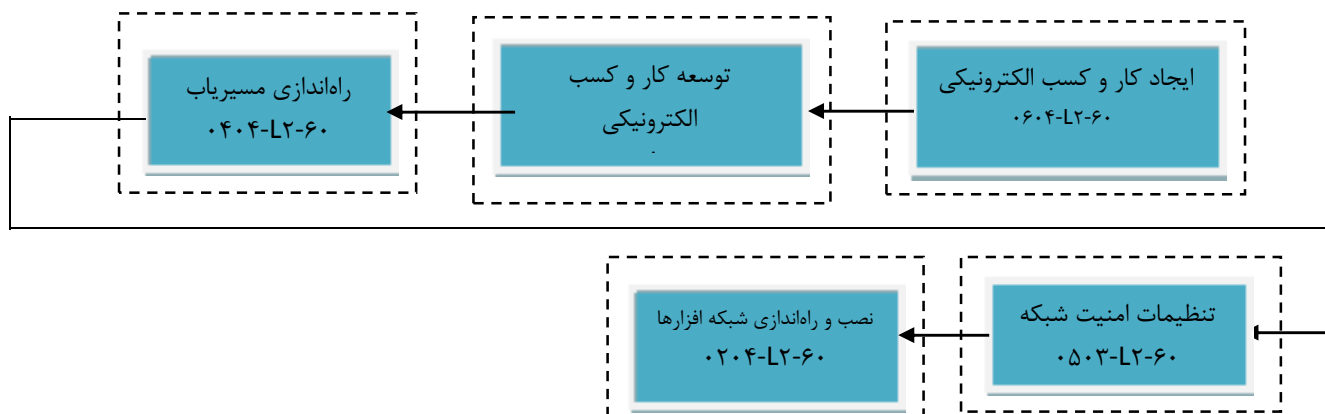 ایجاد کار و کسب الکترونیکی
۰۶۰۴-L۲-۶۰
توسعه کار و کسب
الکترونیکی
راه‌اندازی مسیریاب
۰۴۰۴-L۲-۶۰
تنظیمات امنیت شبکه
۰۵۰۳-L۲-۶۰
نصب و راه‌اندازی شبکه افزارها
۰۲۰۴-L۲-۶۰